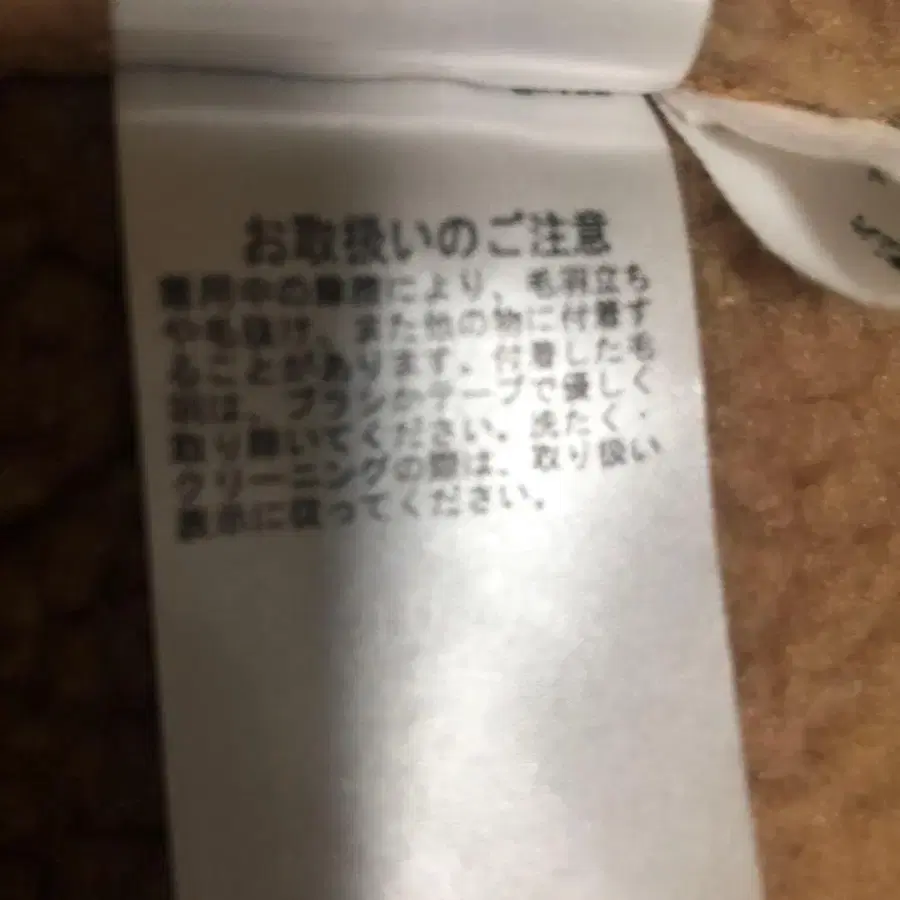 お取扱いのご注意
着用中の摩擦により、毛羽立ち
や毛抜け、また他の物に付着す
ることがあります。付着した毛
羽は、ブラシかテープで優しく
取り除いてください。洗たく・
クリーニングの際は、取り扱い
表示に従ってください。